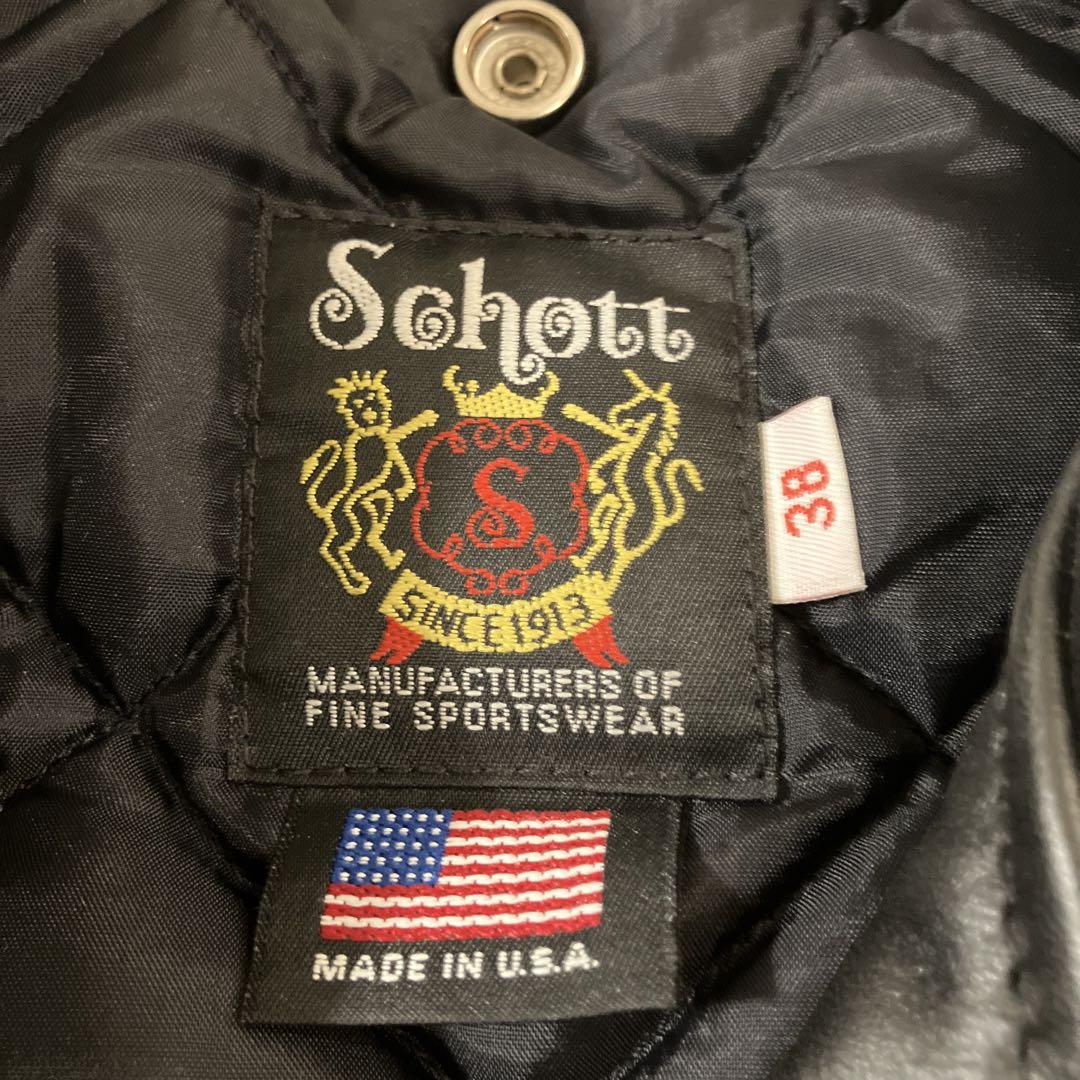 Schott
S
SINCE 1913
MANUFACTURERS OF
FINE SPORTSWEAR
38
MADE IN U.S.A.